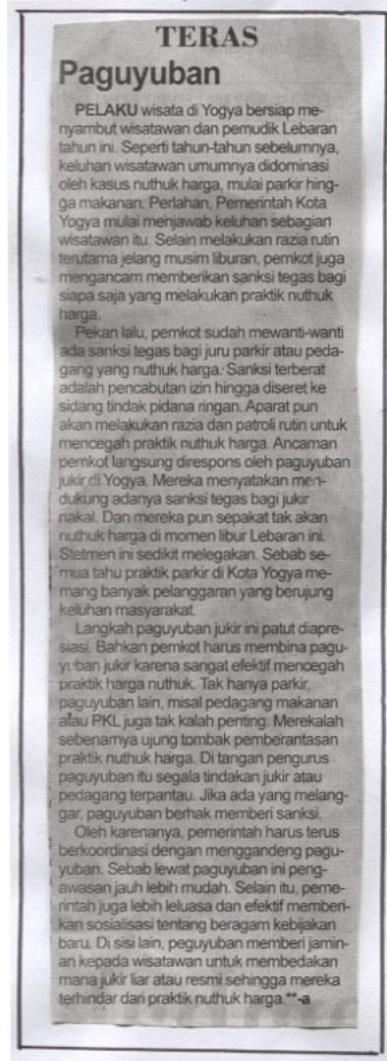 TERAS
Paguyuban
PELAKU wisata di Yogya bersiap me-
nyambut wisatawan dan pemudik Lebaran
tahun ini. Seperti tahun-tahun sebelumnya,
keluhan wisatawan umumnya didominasi
oleh kasus nuthuk harga, mulai parkir hing-
ga makanan. Perlahan, Pemerintah Kota
Yogya mulai menjawab keluhan sebagian
wisatawan itu. Selain melakukan razia rutin
terutama jelang musim liburan, pemkot juga
mengancam memberikan sanksi tegas bagi
siapa saja yang melakukan praktik nuthuk
harga.
Pekan lalu, pemkot sudah mewanti-wanti
ada sanksi tegas bagi juru parkir atau peda-
gang yang nuthuk harga. Sanksi terberat
adalah pencabutan izin hingga diseret ke
sidang tindak pidana ringan. Aparat pun
akan melakukan razia dan patroli rutin untuk
mencegah praktik nuthuk harga. Ancaman
pemkot langsung direspons oleh paguyuban
jukir di Yogya. Mereka menyatakan men-
dukung adanya sanksi tegas bagi jukir
nakal. Dan mereka pun sepakat tak akan
nuthuk harga di momen libur Lebaran ini.
Stetmen ini sedikit melegakan. Sebab se-
mua tahu praktik parkir di Kota Yogya me-
mang banyak pelanggaran yang berujung
keluhan masyarakat.
Langkah paguyuban jukir ini patut diapre-
siasi. Bahkan pemkot harus membina pagu-
yuban jukir karena sangat efektif mencegah
praktik harga nuthuk. Tak hanya parkir,
paguyuban lain, misal pedagang makanan
atau PKL juga tak kalah penting. Merekalah
sebenarnya ujung tombak pemberantasan
praktik nuthuk harga. Di tangan pengurus
paguyuban itu segala tindakan jukir atau
pedagang terpantau. Jika ada yang melang-
gar, paguyuban berhak memberi sanksi.
Oleh karenanya, pemerintah harus terus
berkoordinasi dengan menggandeng pagu-
yuban. Sebab lewat paguyuban ini peng-
awasan jauh lebih mudah. Selain itu, peme-
rintah juga lebih leluasa dan efektif memberi-
kan sosialisasi tentang beragam kebijakan
baru. Di sisi lain, peguyuban memberi jamin-
an kepada wisatawan untuk membedakan
mana jukir liar atau resmi sehingga mereka
terhindar dari praktik nuthuk harga.**-a